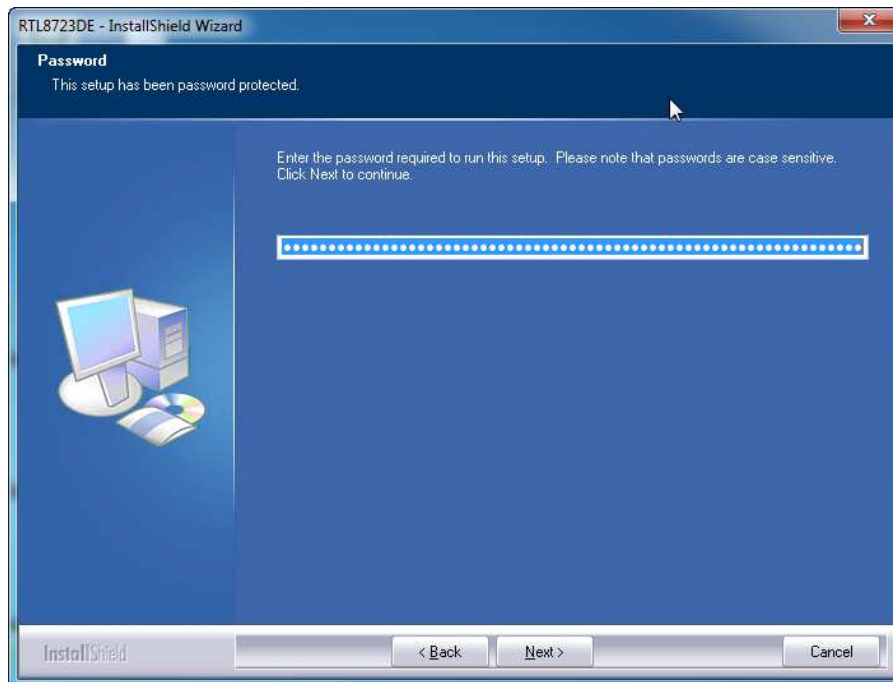 RTL8723DE - InstallShield Wizard
Password
This setup has been password protected.
Enter the password required to run this setup. Please note that passwords are case sensitive.
Click Next to continue.
InstallShield
< Back
Next >
Cancel